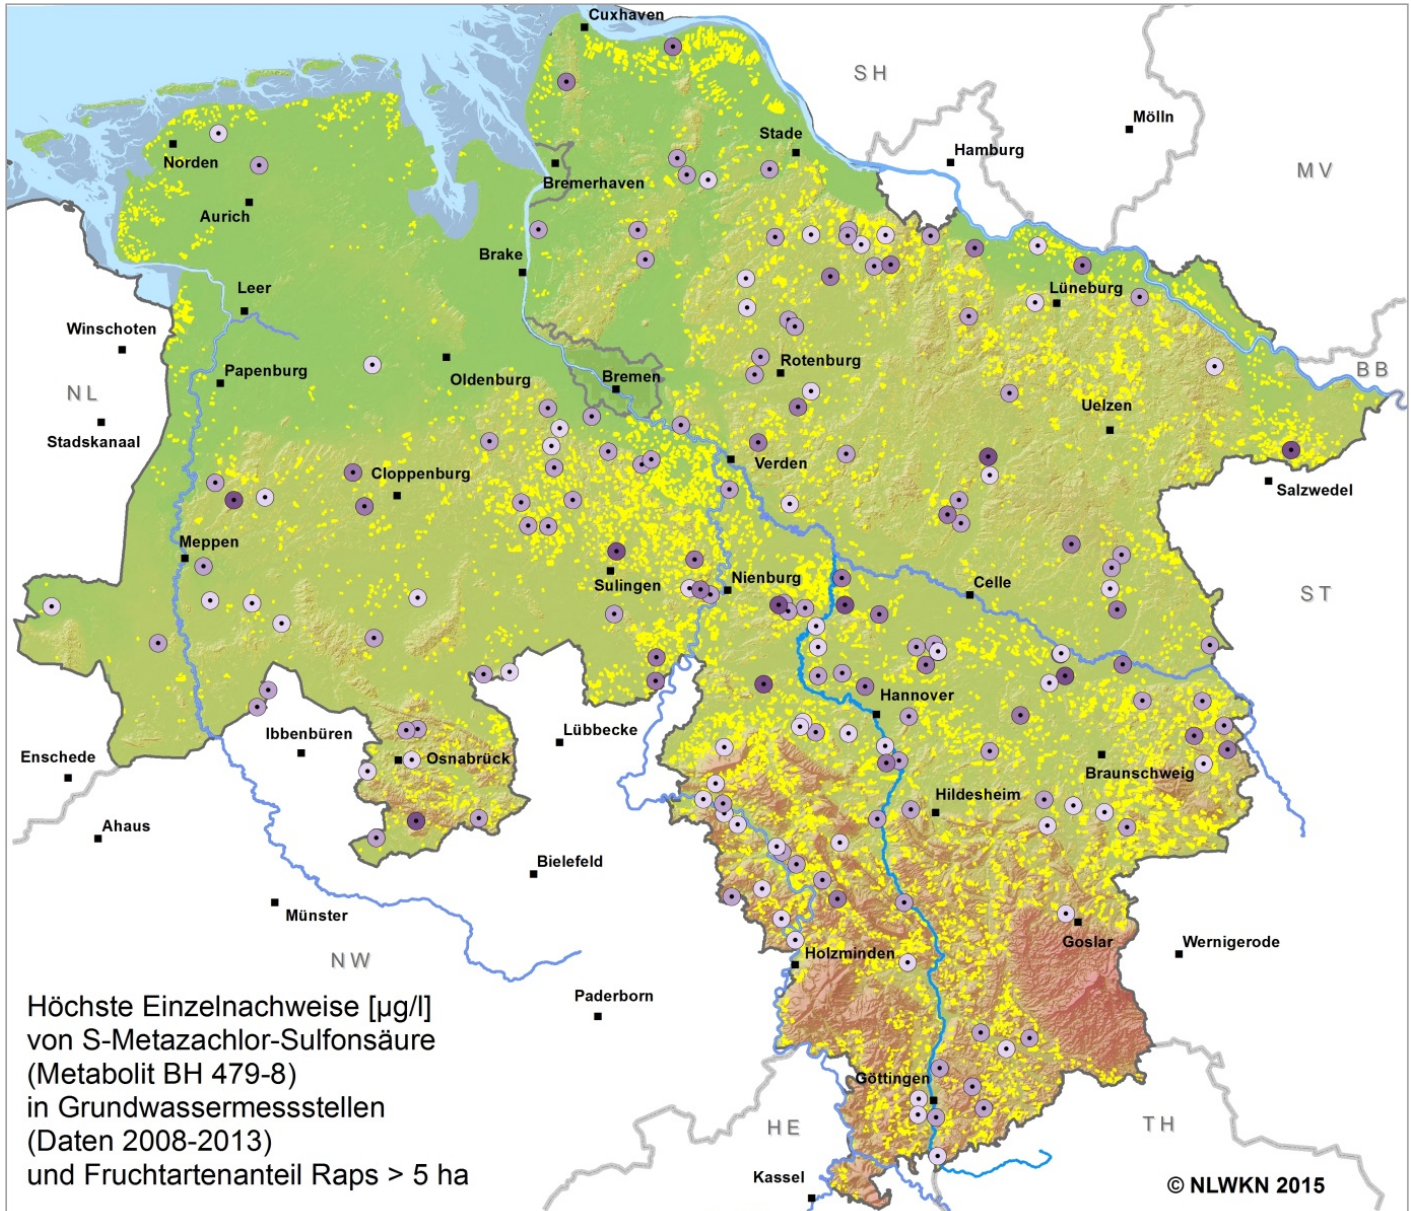 Cuxhaven
SH
Mölln
Stade
Hamburg
Norden
Bremerhaven
MV
Aurich
Brake
Leer
Lüneburg
Winschoten
Rotenburg
Papenburg
Oldenburg
Bremen
BB
NL
Uelzen
Stadskanaal
Cloppenburg
Verden
Salzwedel
Meppen
Sulingen
Nienburg
Celle
ST
Hannover
Ibbenbüren
Lübbecke
Enschede
Osnabrück
Braunschweig
Hildesheim
Ahaus
Bielefeld
Münster
Goslar
Wernigerode
NW
Holzminden
Paderborn
Höchste Einzelnachweise [µg/l]
von S-Metazachlor-Sulfonsäure
(Metabolit BH 479-8)
in Grundwassermessstellen
(Daten 2008-2013)
und Fruchtartenanteil Raps > 5 ha
Göttingen
HE
TH
Kassel
© NLWKN 2015